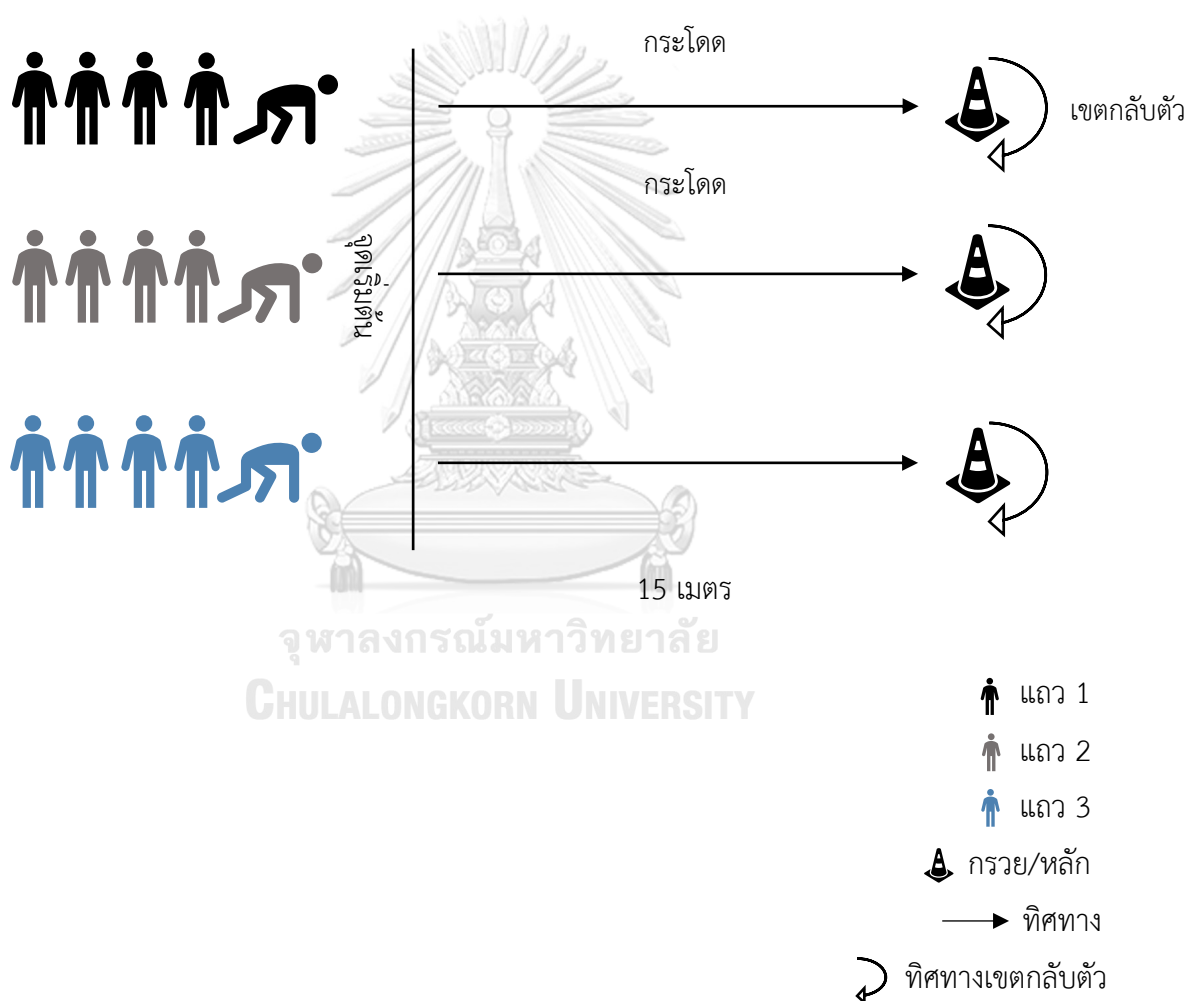 กระโดด
เขตกลับตัว
กระโดด
จุดเริ่มต้น
15 เมตร
จุฬาลงกรณ์มหาวิทยาลัย
CHULALONGKORN UNIVERSITY
แถว 1
แถว 2
แถว 3
กรวย/หลัก
ทิศทาง
ทิศทางเขตกลับตัว